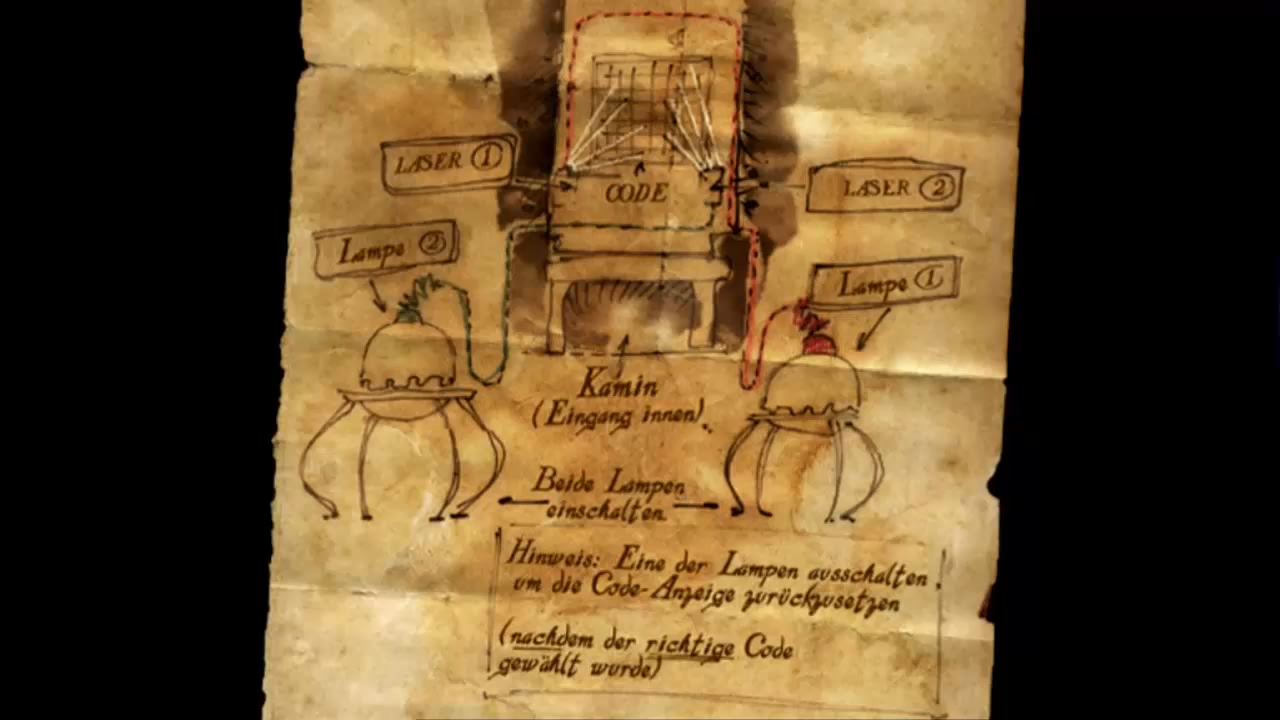 LASER 1
CODE
LASER 2
Lampe 2
Lampe 1
Kamin
(Eingang innen)
Beide Lampen
einschalten
Hinweis: Eine der Lampen ausschalten
um die Code-Anzeige zurückzusetzen
(nachdem der richtige Code
gewählt wurde)